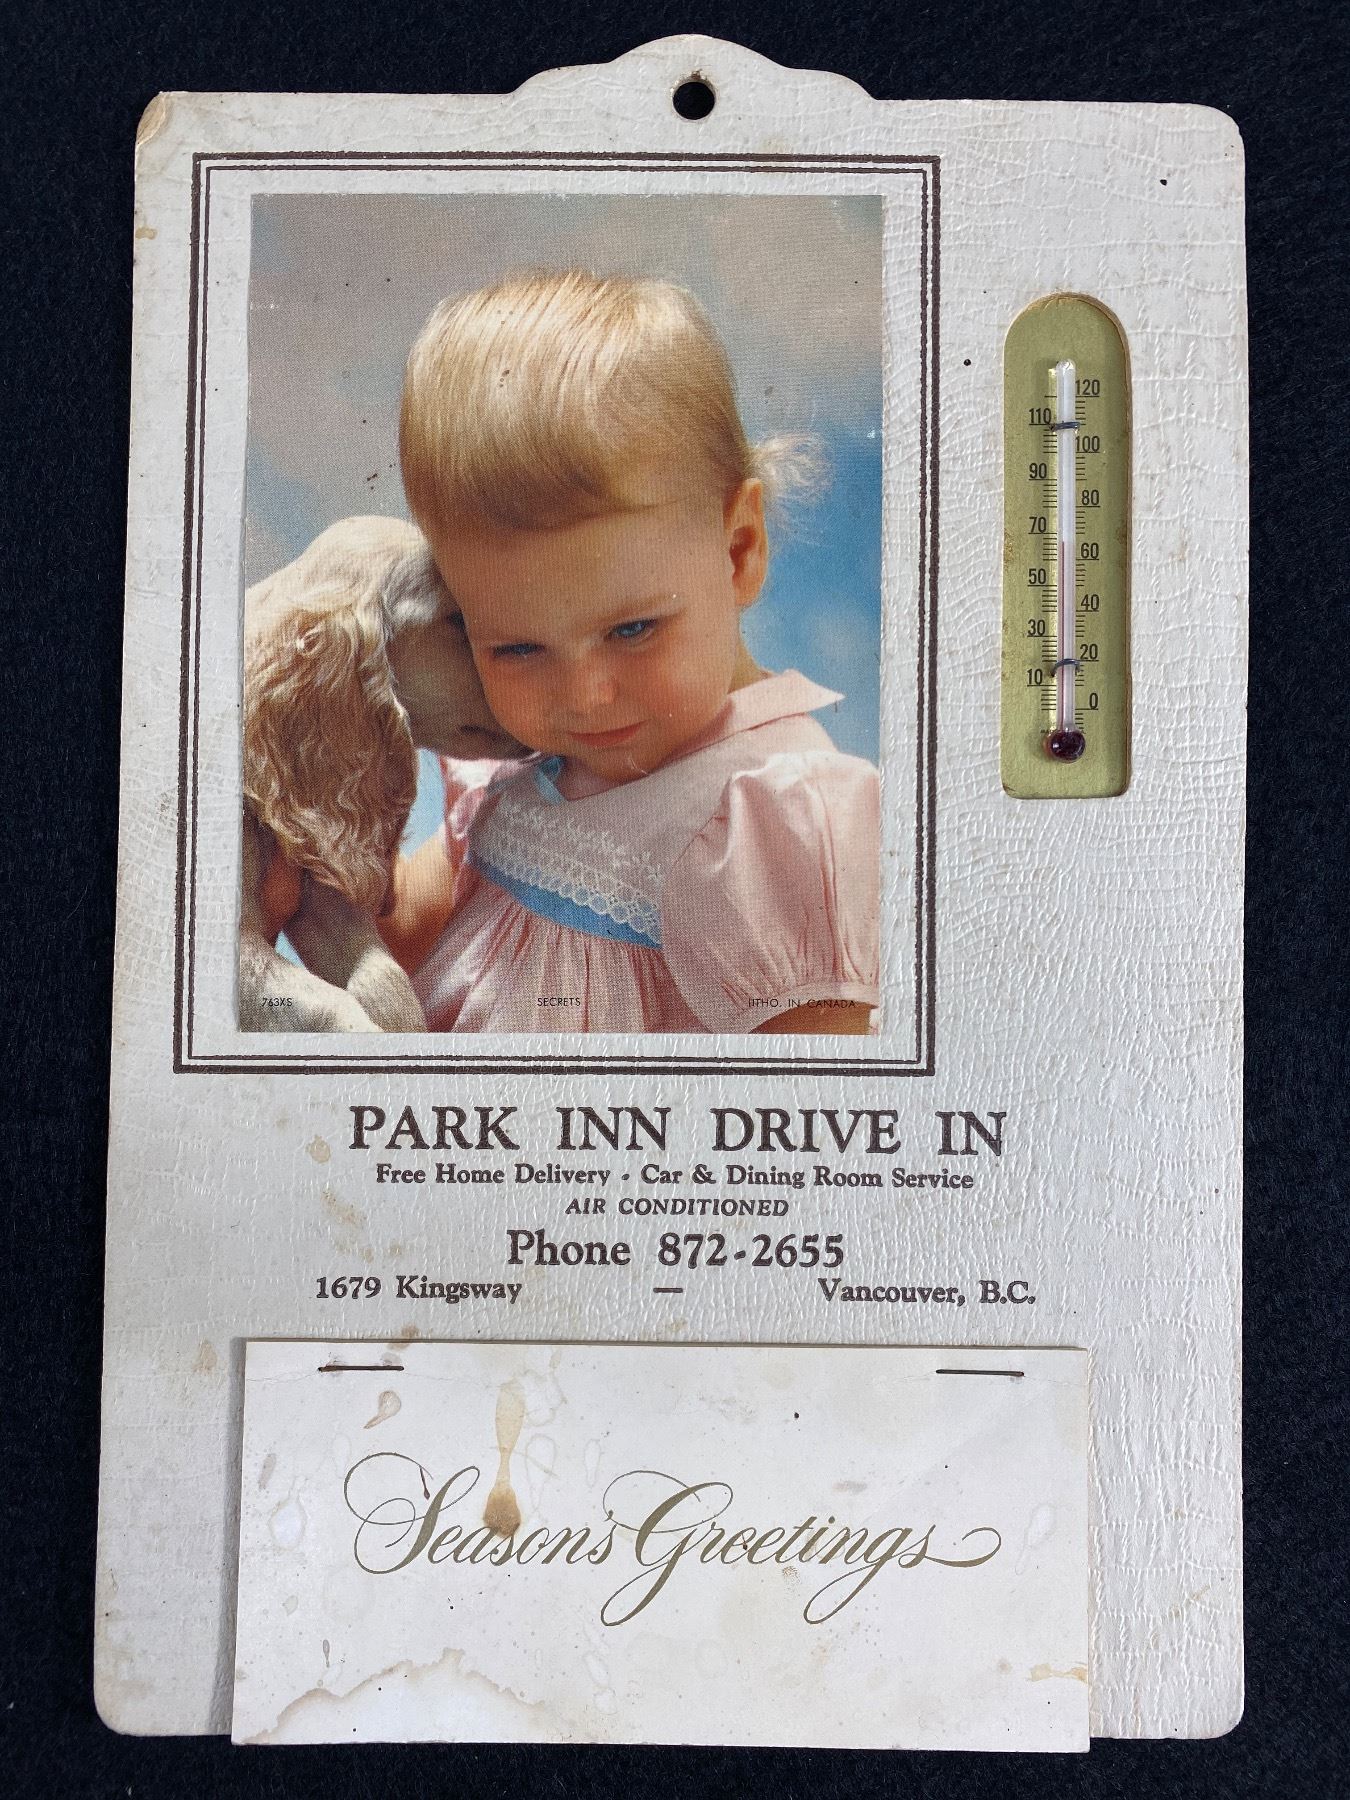 120
110
100
90
80
70
60
50
40
30
20
10
0
763XS SECRETS LITHO. IN CANADA
PARK INN DRIVE IN
Free Home Delivery - Car & Dining Room Service
AIR CONDITIONED
Phone 872-2655
1679 Kingsway — Vancouver, B.C.
Season's Greetings